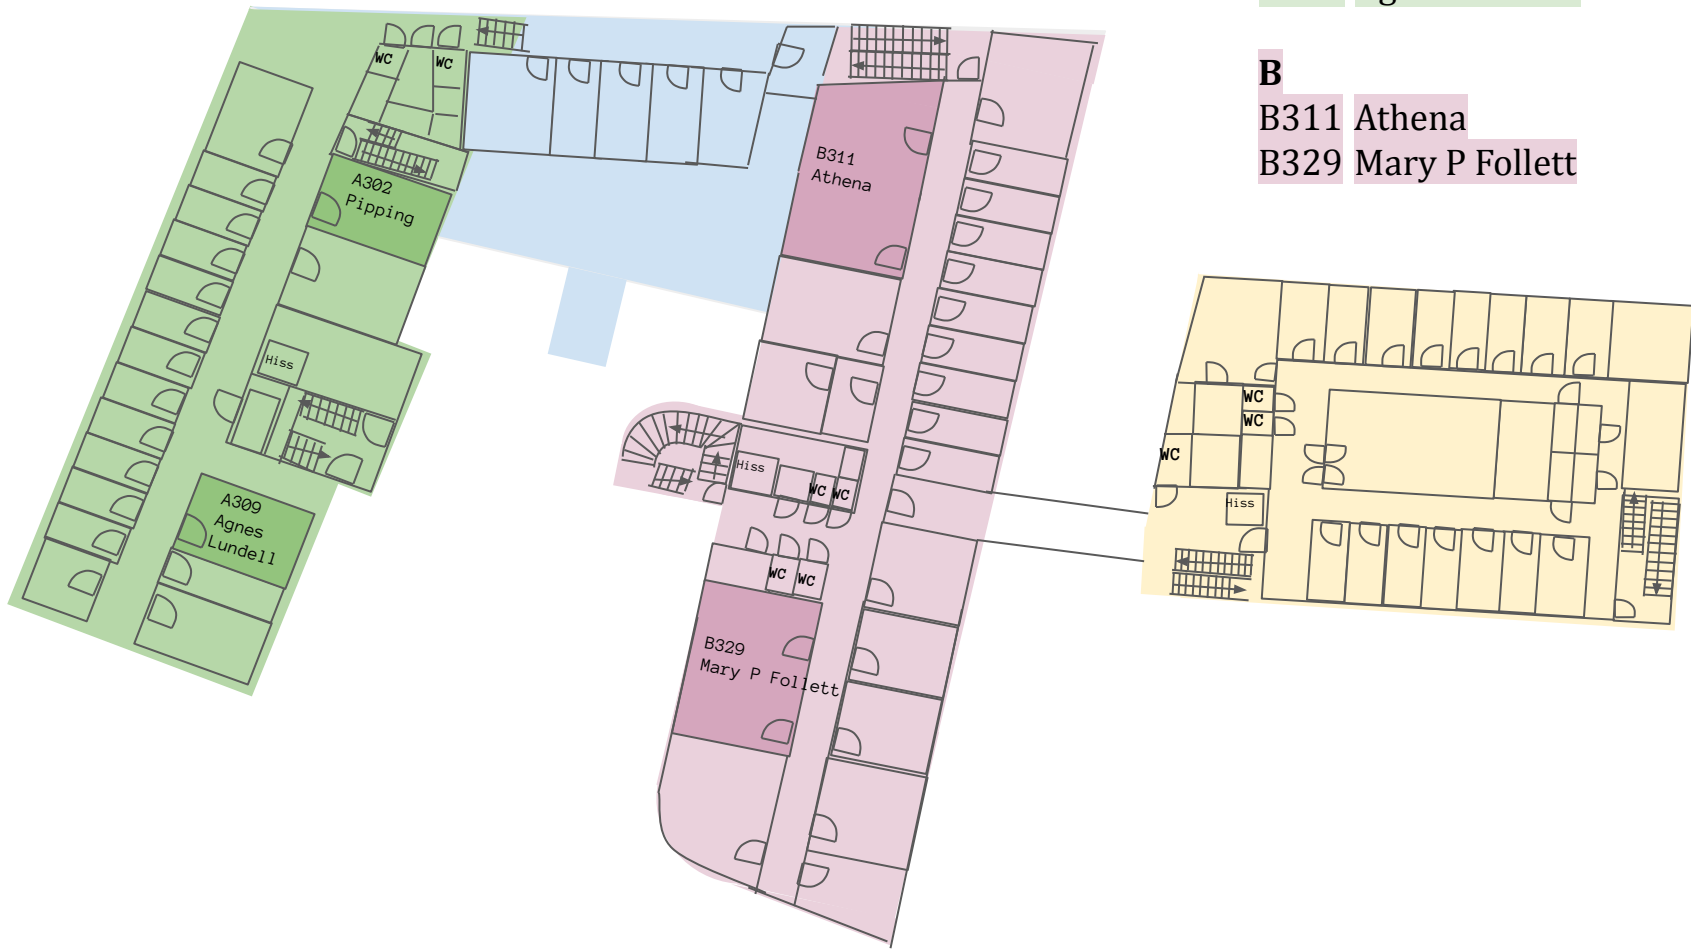 B
B311 Athena
B329 Mary P Follett
WC
WC
A302
Pipping
B311
Athena
Hiss
WC
WC
WC
Hiss
A309
Agnes
Lundell
Hiss
WC WC
WC WC
B329
Mary P Follett